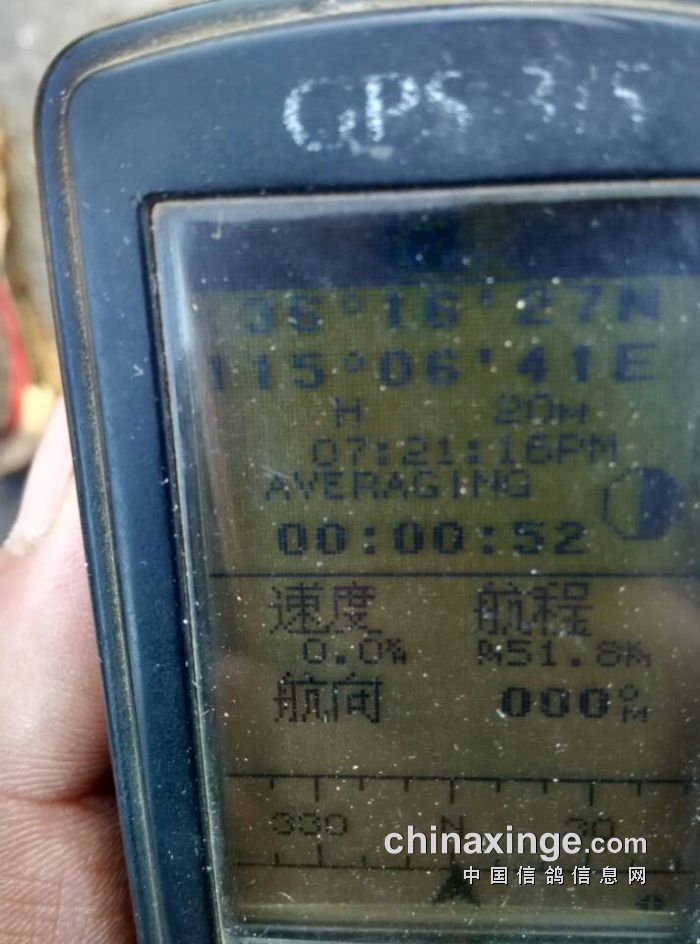 GPS 315
36°16'27N
115°06'41E
H 20M
07:21:16PM
AVERAGING
00:00:52
速度 航程
0.0
51.8
航向 000°M
330 N 30
chinaxinge.com
中国信鸽信息网